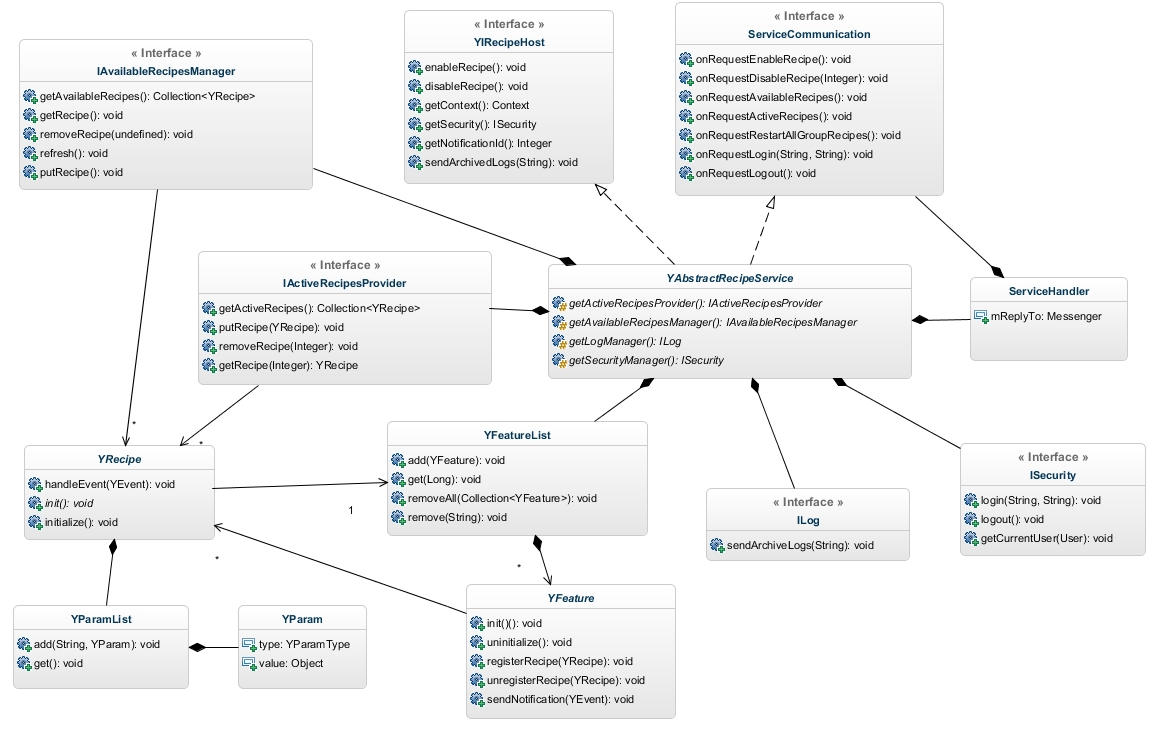 « Interface »
IAvailableRecipesManager
getAvailableRecipes(): Collection<YRecipe>
getRecipe(): void
removeRecipe(undefined): void
refresh(): void
putRecipe(): void
« Interface »
YIRecipeHost
enableRecipe(): void
disableRecipe(): void
getContext(): Context
getSecurity(): ISecurity
getNotificationId(): Integer
sendArchivedLogs(String): void
« Interface »
ServiceCommunication
onRequestEnableRecipe(): void
onRequestDisableRecipe(Integer): void
onRequestAvailableRecipes(): void
onRequestActiveRecipes(): void
onRequestRestartAllGroupRecipes(): void
onRequestLogin(String, String): void
onRequestLogout(): void
« Interface »
IActiveRecipesProvider
getActiveRecipes(): Collection<YRecipe>
putRecipe(YRecipe): void
removeRecipe(Integer): void
getRecipe(Integer): YRecipe
YAbstractRecipeService
getActiveRecipesProvider(): IActiveRecipesProvider
getAvailableRecipesManager(): IAvailableRecipesManager
getLogManager(): ILog
getSecurityManager(): ISecurity
ServiceHandler
mReplyTo: Messenger
*
*
YRecipe
handleEvent(YEvent): void
init(): void
initialize(): void
1
*
YFeatureList
add(YFeature): void
get(Long): void
removeAll(Collection<YFeature>): void
remove(String): void
*
« Interface »
ILog
sendArchiveLogs(String): void
« Interface »
ISecurity
login(String, String): void
logout(): void
getCurrentUser(User): void
YParamList
add(String, YParam): void
get(): void
YParam
type: YParamType
value: Object
YFeature
init()(): void
uninitialize(): void
registerRecipe(YRecipe): void
unregisterRecipe(YRecipe): void
sendNotification(YEvent): void